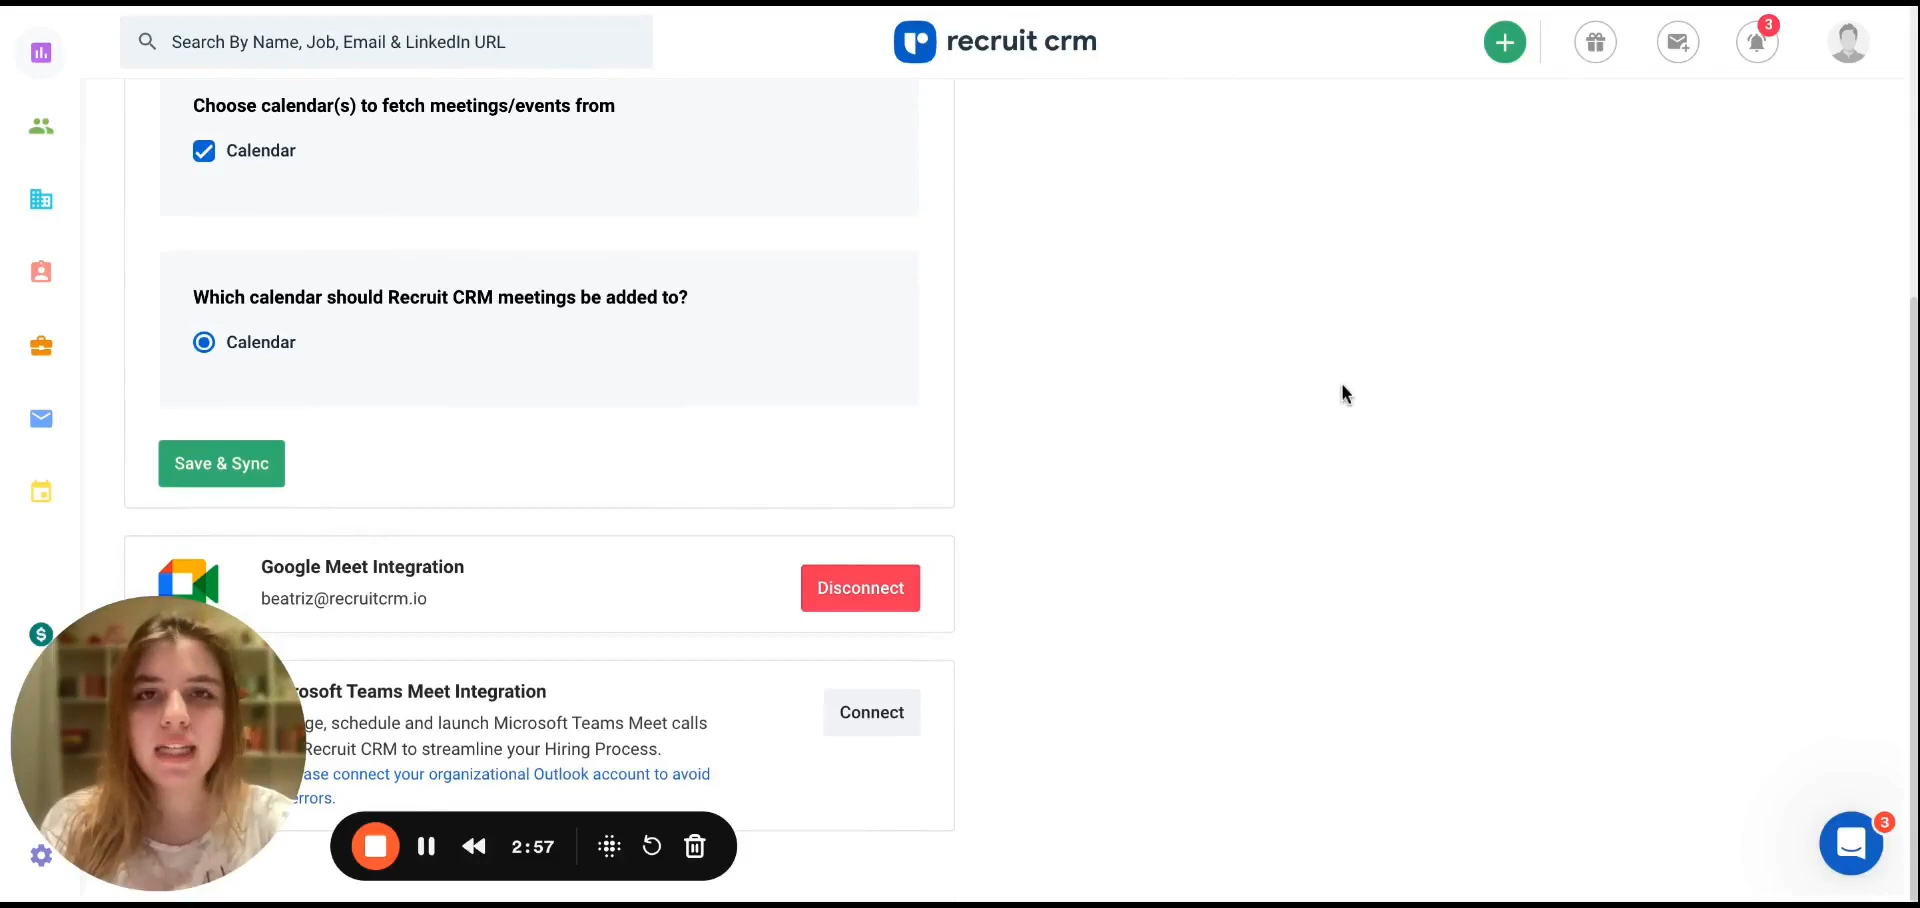 Search By Name, Job, Email & LinkedIn URL
recruit crm
3
Choose calendar(s) to fetch meetings/events from
Calendar
Which calendar should Recruit CRM meetings be added to?
Calendar
Save & Sync
Google Meet Integration
beatriz@recruitcrm.io
Disconnect
$
rosoft Teams Meet Integration
ge, schedule and launch Microsoft Teams Meet calls
Recruit CRM to streamline your Hiring Process.
ase connect your organizational Outlook account to avoid
errors.
Connect
2:57
3